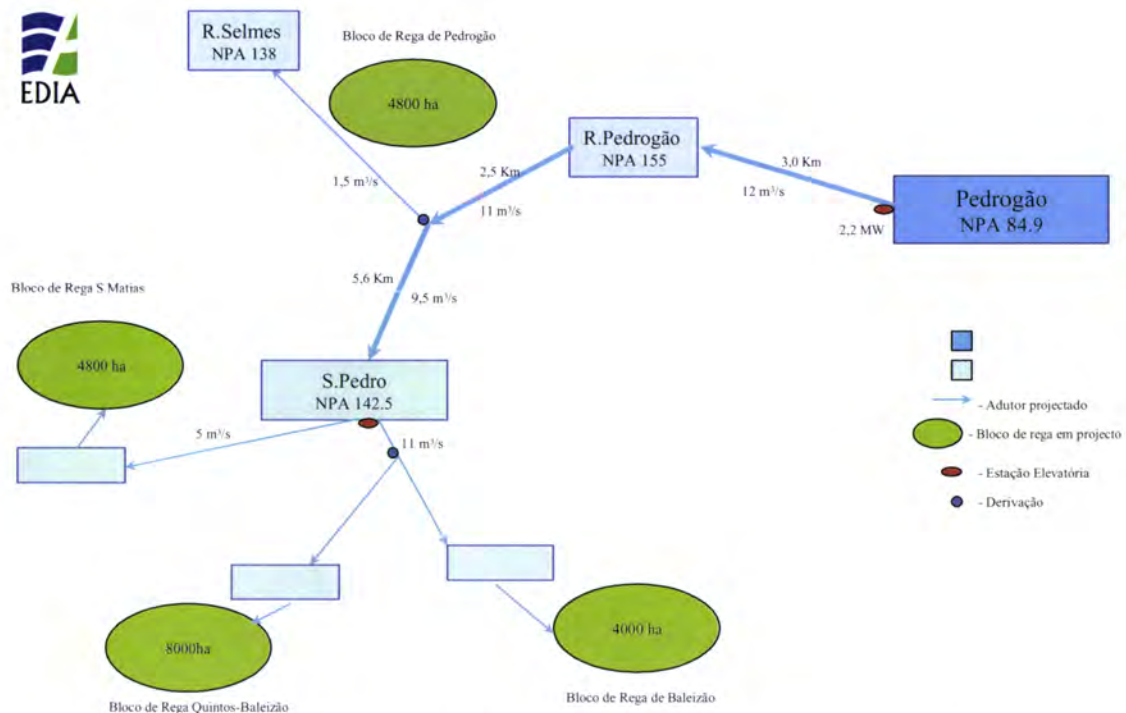 EDIA
R.Selmes
NPA 138
Bloco de Rega de Pedrogão
4800 ha
R.Pedrogão
NPA 155
3,0 Km
12 m³/s
Pedrogão
NPA 84.9
2,2 MW
2,5 Km
11 m³/s
1,5 m³/s
5,6 Km
9,5 m³/s
Bloco de Rega S Matias
4800 ha
S.Pedro
NPA 142.5
5 m³/s
11 m³/s
- Adutor projectado
- Bloco de rega em projecto
- Estação Elevatória
- Derivação
8000ha
4000 ha
Bloco de Rega Quintos-Baleizão
Bloco de Rega de Baleizão